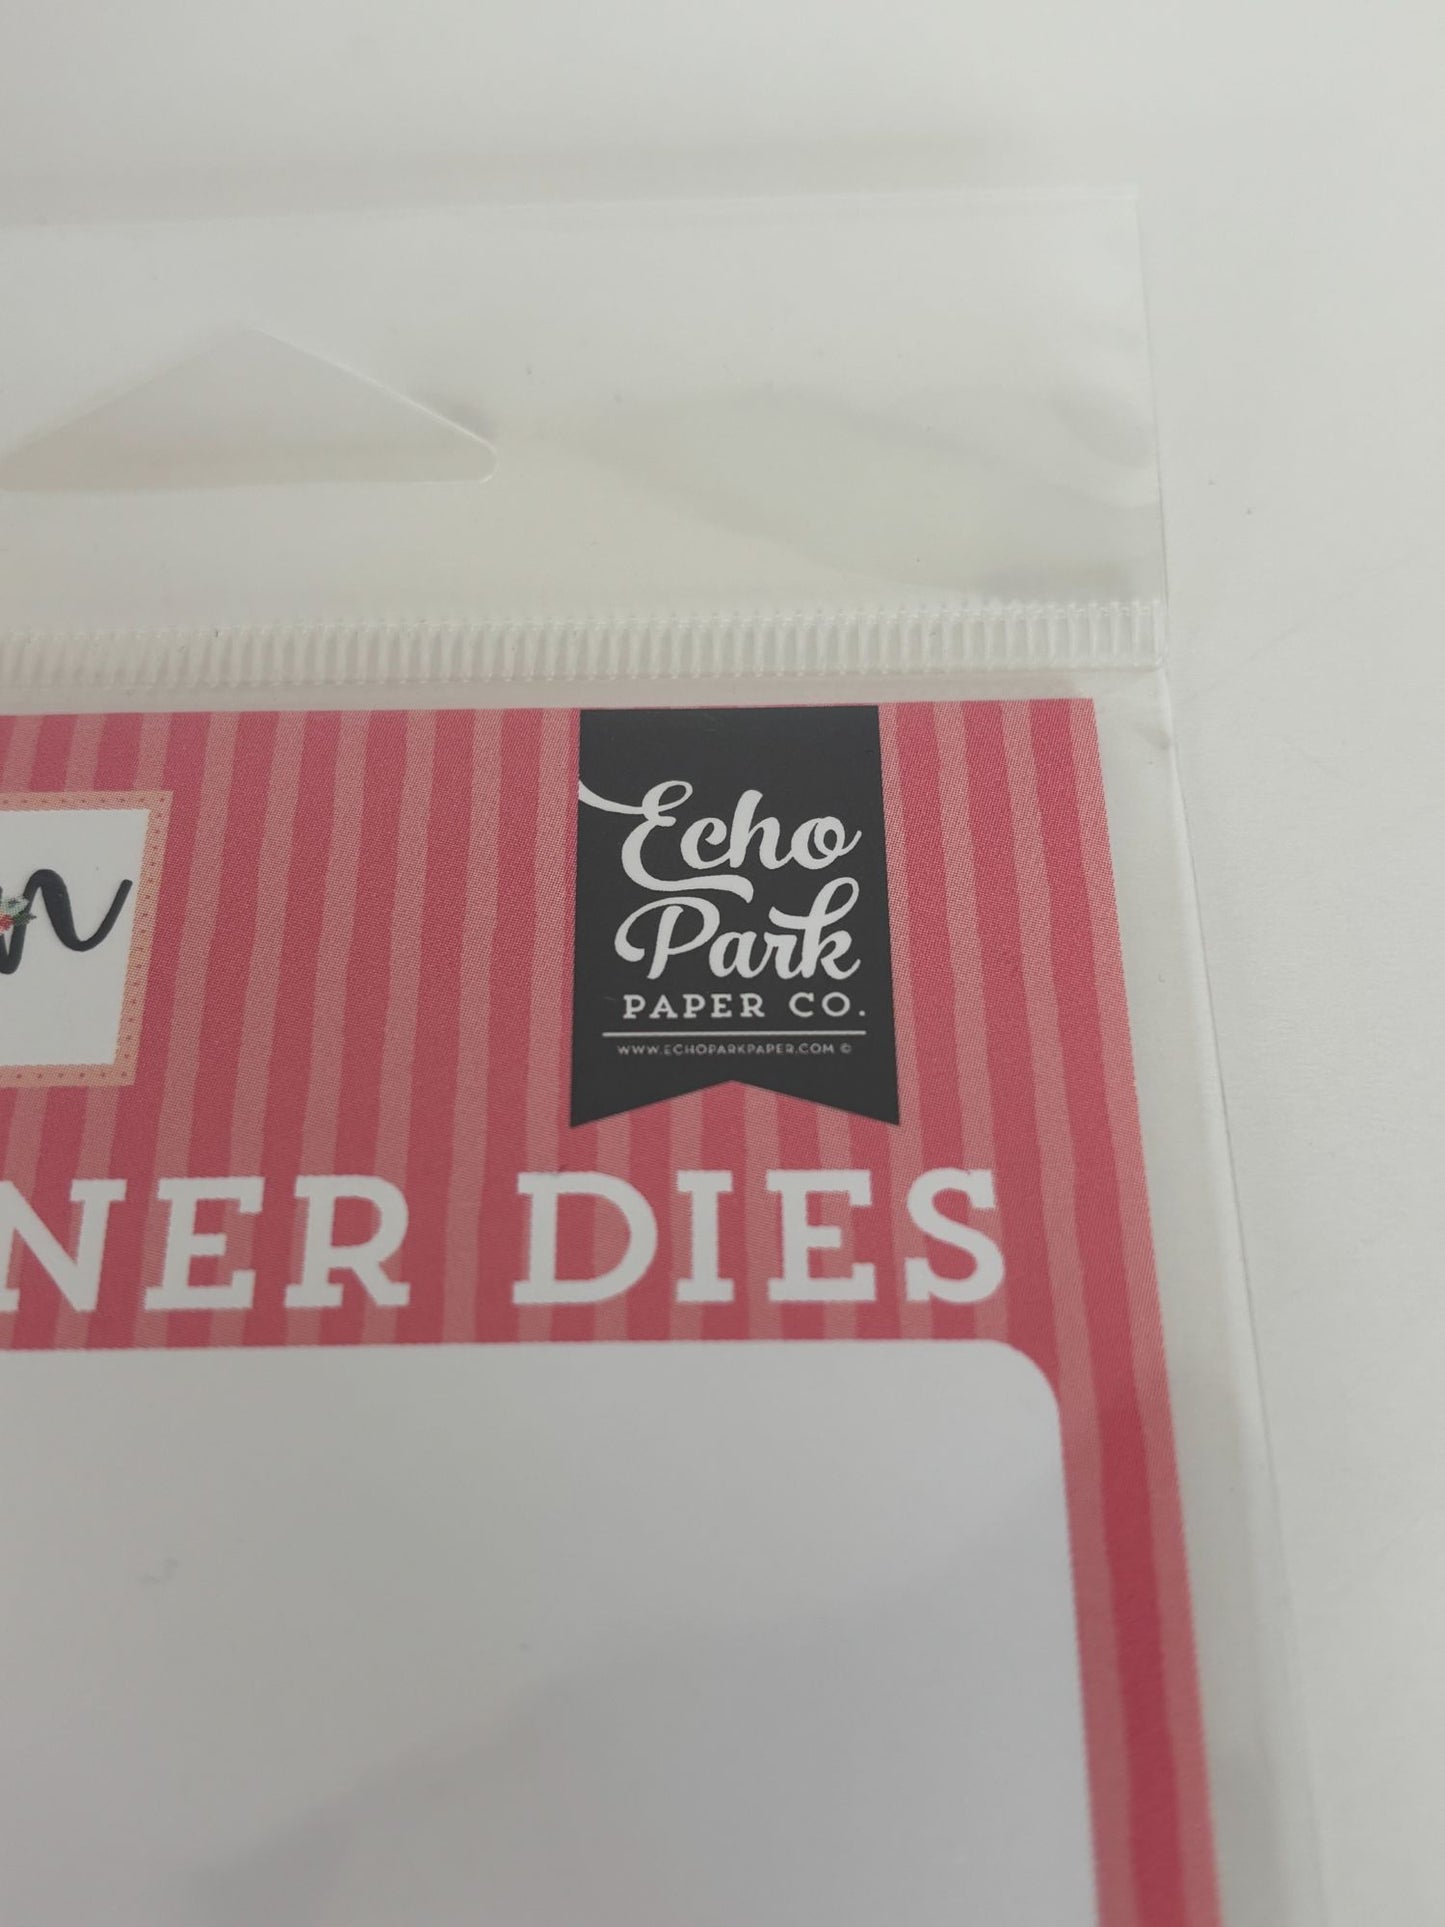 Echo
Park
PAPER CO.
WWW.ECHOPARKPAPER.COM ©
NER DIES